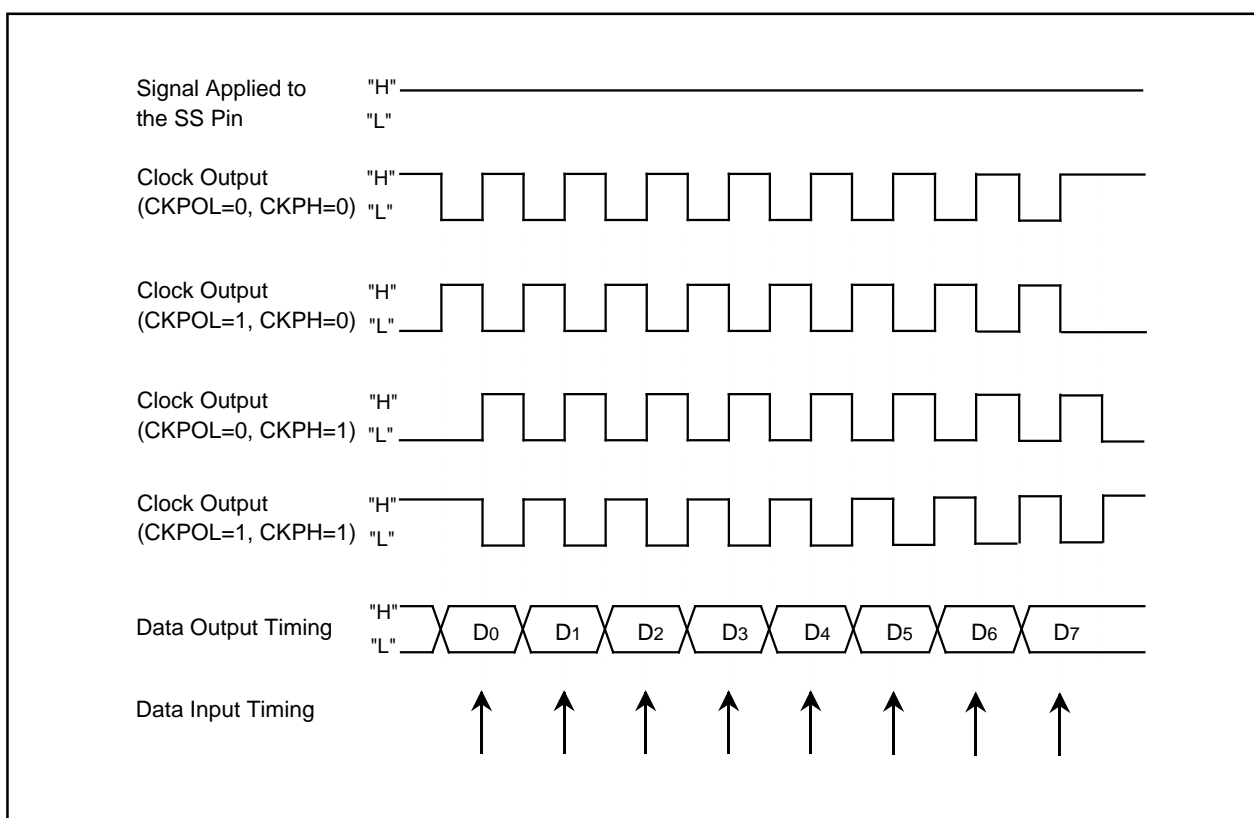 Signal Applied to
the SS Pin
"H"
"L"
Clock Output
(CKPOL=0, CKPH=0)
"H"
"L"
Clock Output
(CKPOL=1, CKPH=0)
"H"
"L"
Clock Output
(CKPOL=0, CKPH=1)
"H"
"L"
Clock Output
(CKPOL=1, CKPH=1)
"H"
"L"
Data Output Timing
"H"
"L"
D0 D1 D2 D3 D4 D5 D6 D7
Data Input Timing